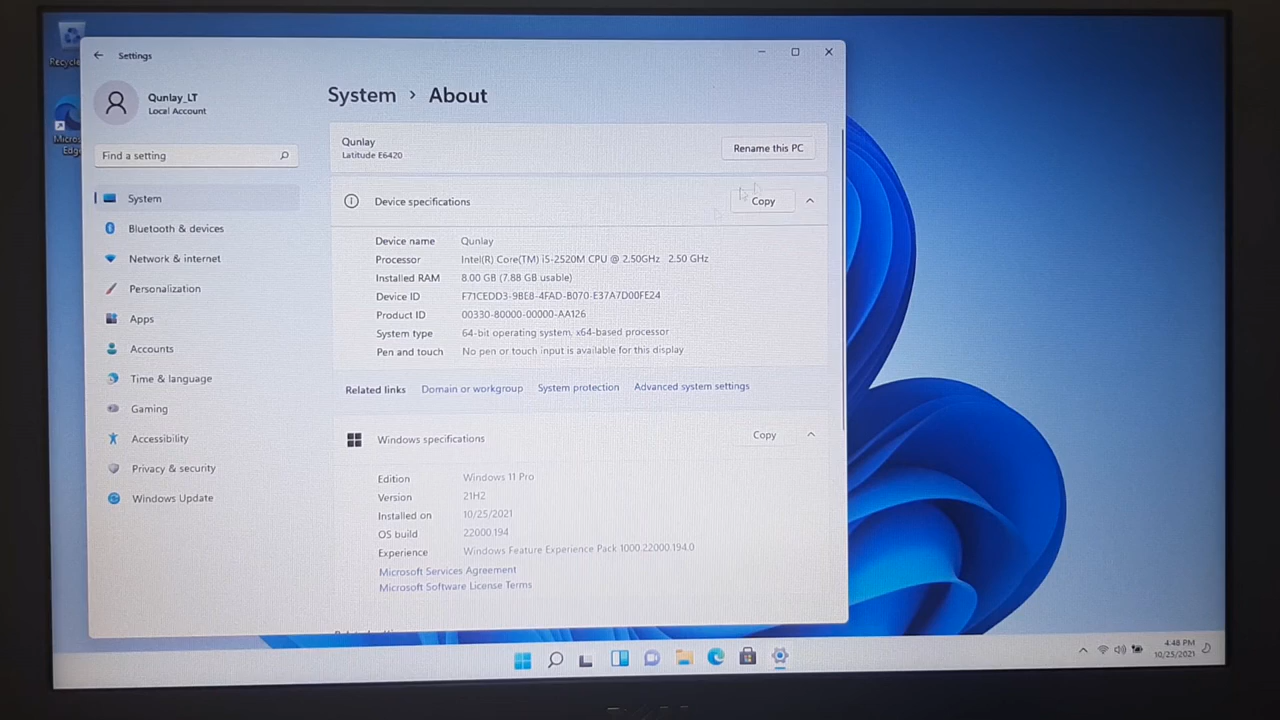 Settings
Qunlay_LT
Local Account
Find a setting
System
Bluetooth & devices
Network & internet
Personalization
Apps
Accounts
Time & language
Gaming
Accessibility
Privacy & security
Windows Update
System › About
Qunlay
Latitude E6420
Rename this PC
Device specifications
Copy
Device name Qunlay
Processor Intel(R) Core(TM) i5-2520M CPU @ 2.50GHz 2.50 GHz
Installed RAM 8.00 GB (7.88 GB usable)
Device ID F71CEDD3-9BE8-4FAD-B070-E37A7D00FE24
Product ID 00330-80000-00000-AA126
System type 64-bit operating system, x64-based processor
Pen and touch No pen or touch input is available for this display
Related links Domain or workgroup System protection Advanced system settings
Windows specifications
Copy
Edition Windows 11 Pro
Version 21H2
Installed on 10/25/2021
OS build 22000.194
Experience Windows Feature Experience Pack 1000.22000.194.0
Microsoft Services Agreement
Microsoft Software License Terms
4:48 PM
10/25/2021